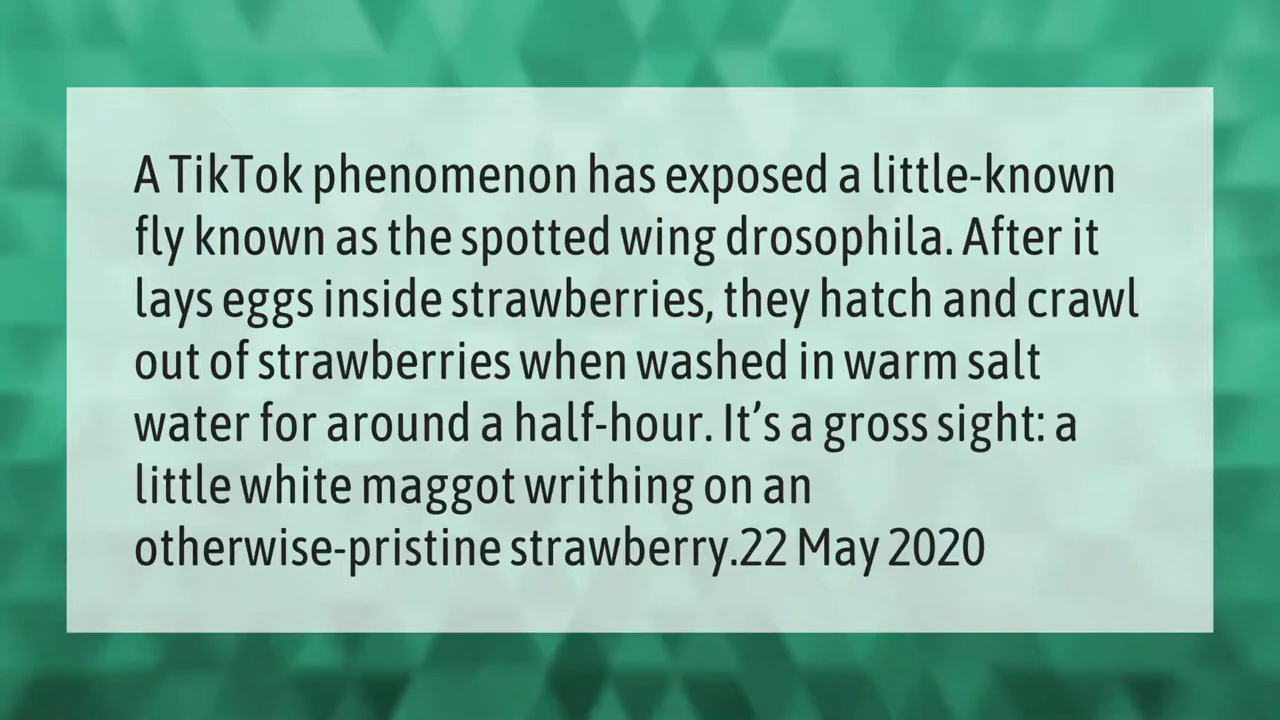 A TikTok phenomenon has exposed a little-known
fly known as the spotted wing drosophila. After it
lays eggs inside strawberries, they hatch and crawl
out of strawberries when washed in warm salt
water for around a half-hour. It’s a gross sight: a
little white maggot writhing on an
otherwise-pristine strawberry.22 May 2020